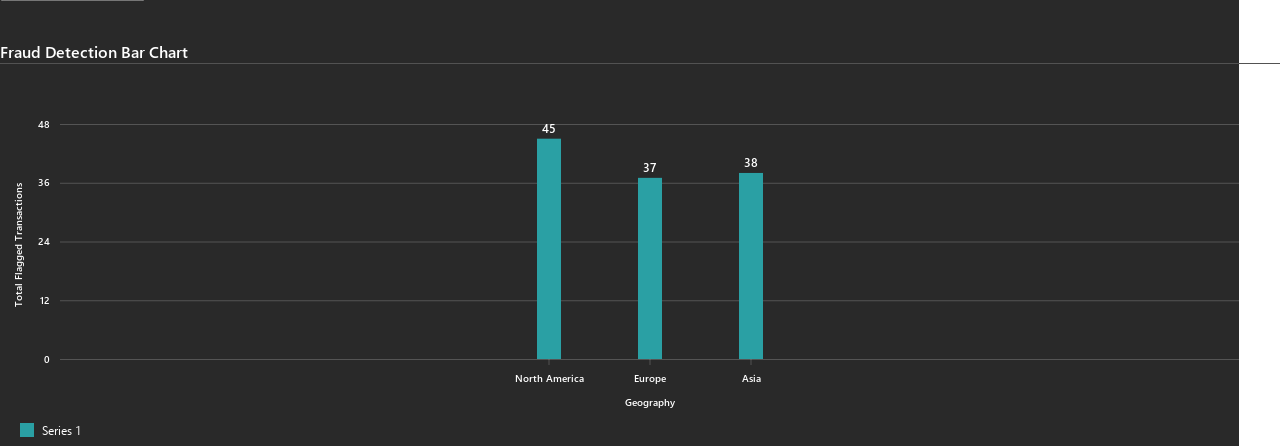 Fraud Detection Bar Chart
48
36
24
12
0
Total Flagged Transactions
45
37
38
North America
Europe
Asia
Geography
Series 1